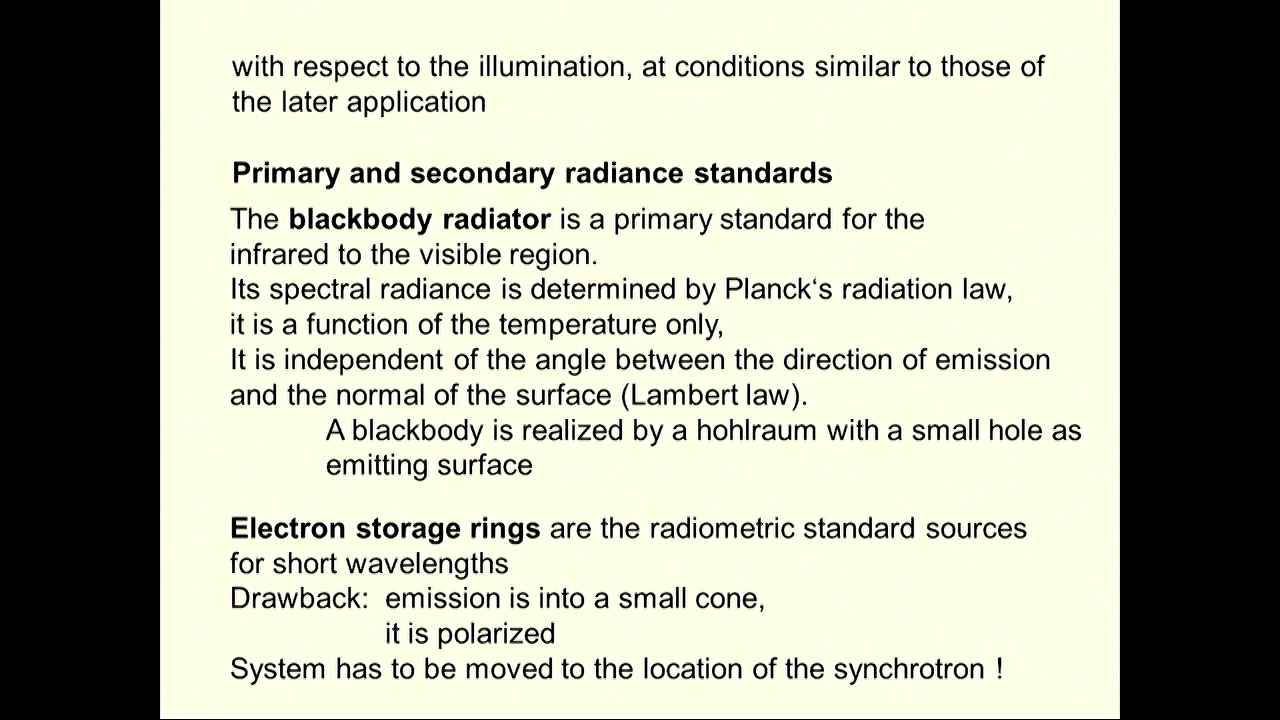 with respect to the illumination, at conditions similar to those of
the later application
Primary and secondary radiance standards
The blackbody radiator is a primary standard for the
infrared to the visible region.
Its spectral radiance is determined by Planck‘s radiation law,
it is a function of the temperature only,
It is independent of the angle between the direction of emission
and the normal of the surface (Lambert law).
A blackbody is realized by a hohlraum with a small hole as
emitting surface
Electron storage rings are the radiometric standard sources
for short wavelengths
Drawback: emission is into a small cone,
it is polarized
System has to be moved to the location of the synchrotron !